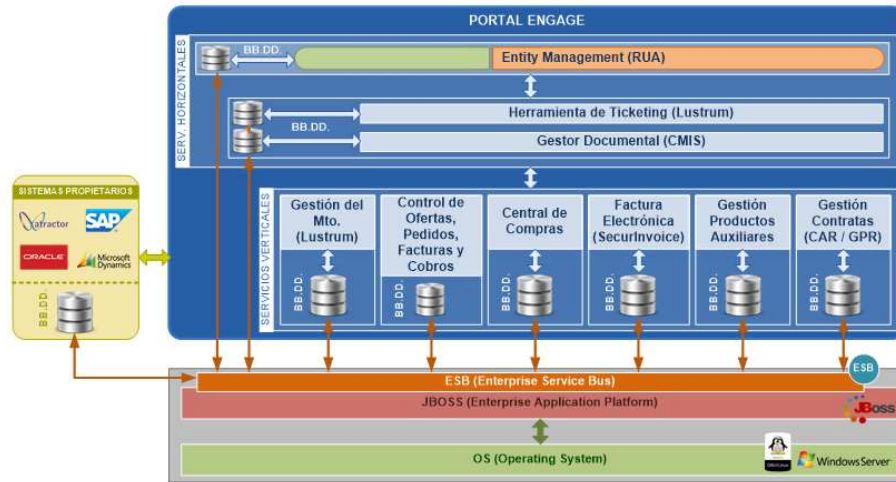 PORTAL ENGAGE
SERV. HORIZONTALES
BB.DD.
Entity Management (RUA)
BB.DD.
Herramienta de Ticketing (Lustrum)
Gestor Documental (CMIS)
SISTEMAS PROPIETARIOS
SAP
ORACLE
Microsoft
Dynamics
BB.DD.
SERVICIOS VERTICALES
Gestión del
Mto.
(Lustrum)
BB.DD.
Control de
Ofertas,
Pedidos,
Facturas y
Cobros
BB.DD.
Central de
Compras
BB.DD.
Factura
Electrónica
(SecurInvoice)
BB.DD.
Gestión
Productos
Auxiliares
BB.DD.
Gestión
Contratas
(CAR / GPR)
BB.DD.
ESB
ESB (Enterprise Service Bus)
JBOSS (Enterprise Application Platform)
JBoss
OS (Operating System)
Windows Server